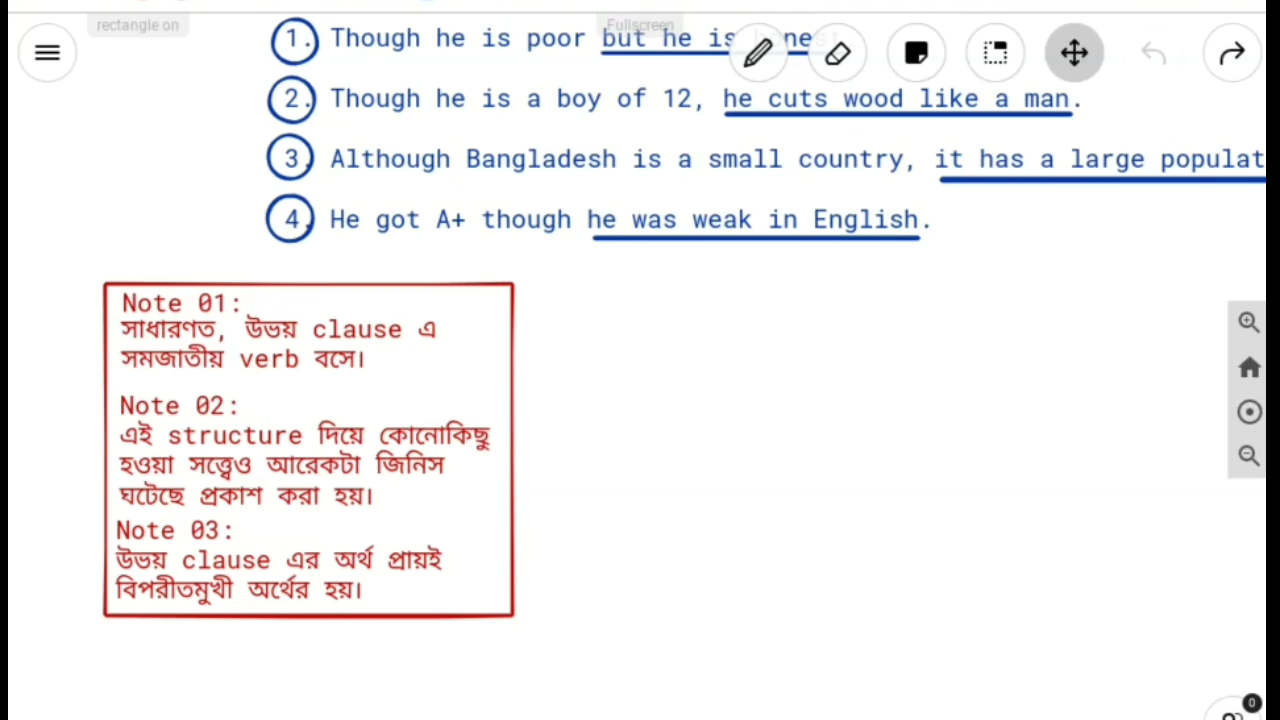 rectangle on
Fullscreen
1. Though he is poor but he is
2. Though he is a boy of 12, he cuts wood like a man.
3. Although Bangladesh is a small country, it has a large populat
4. He got A+ though he was weak in English.
Note 01:
সাধারণত, উভয় clause এ
সমজাতীয় verb বসে।
Note 02:
এই structure দিয়ে কোনোকিছু
হওয়া সত্ত্বেও আরেকটা জিনিস
ঘটেছে প্রকাশ করা হয়।
Note 03:
উভয় clause এর অর্থ প্রায়ই
বিপরীতমুখী অর্থের হয়।
0